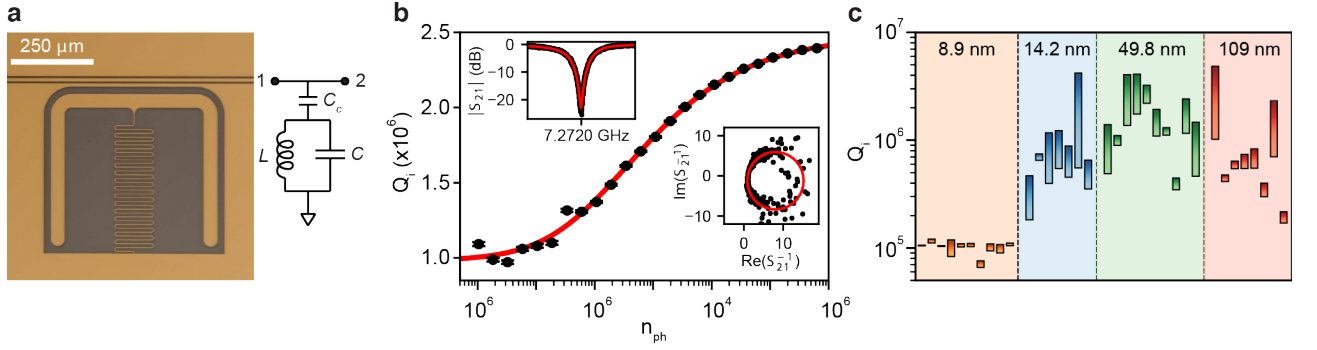 a
250 µm
1
2
C_c
L
C
b
Q_i (x10^6)
2.5
2.0
1.5
1.0
10^6
10^6
10^4
10^6
n_ph
|S_21| (dB)
0
−10
−20
7.2720 GHz
Im(S_21^-1)
10
0
−10
0
10
Re(S_21^-1)
c
Q_i
10^7
10^6
10^5
8.9 nm
14.2 nm
49.8 nm
109 nm